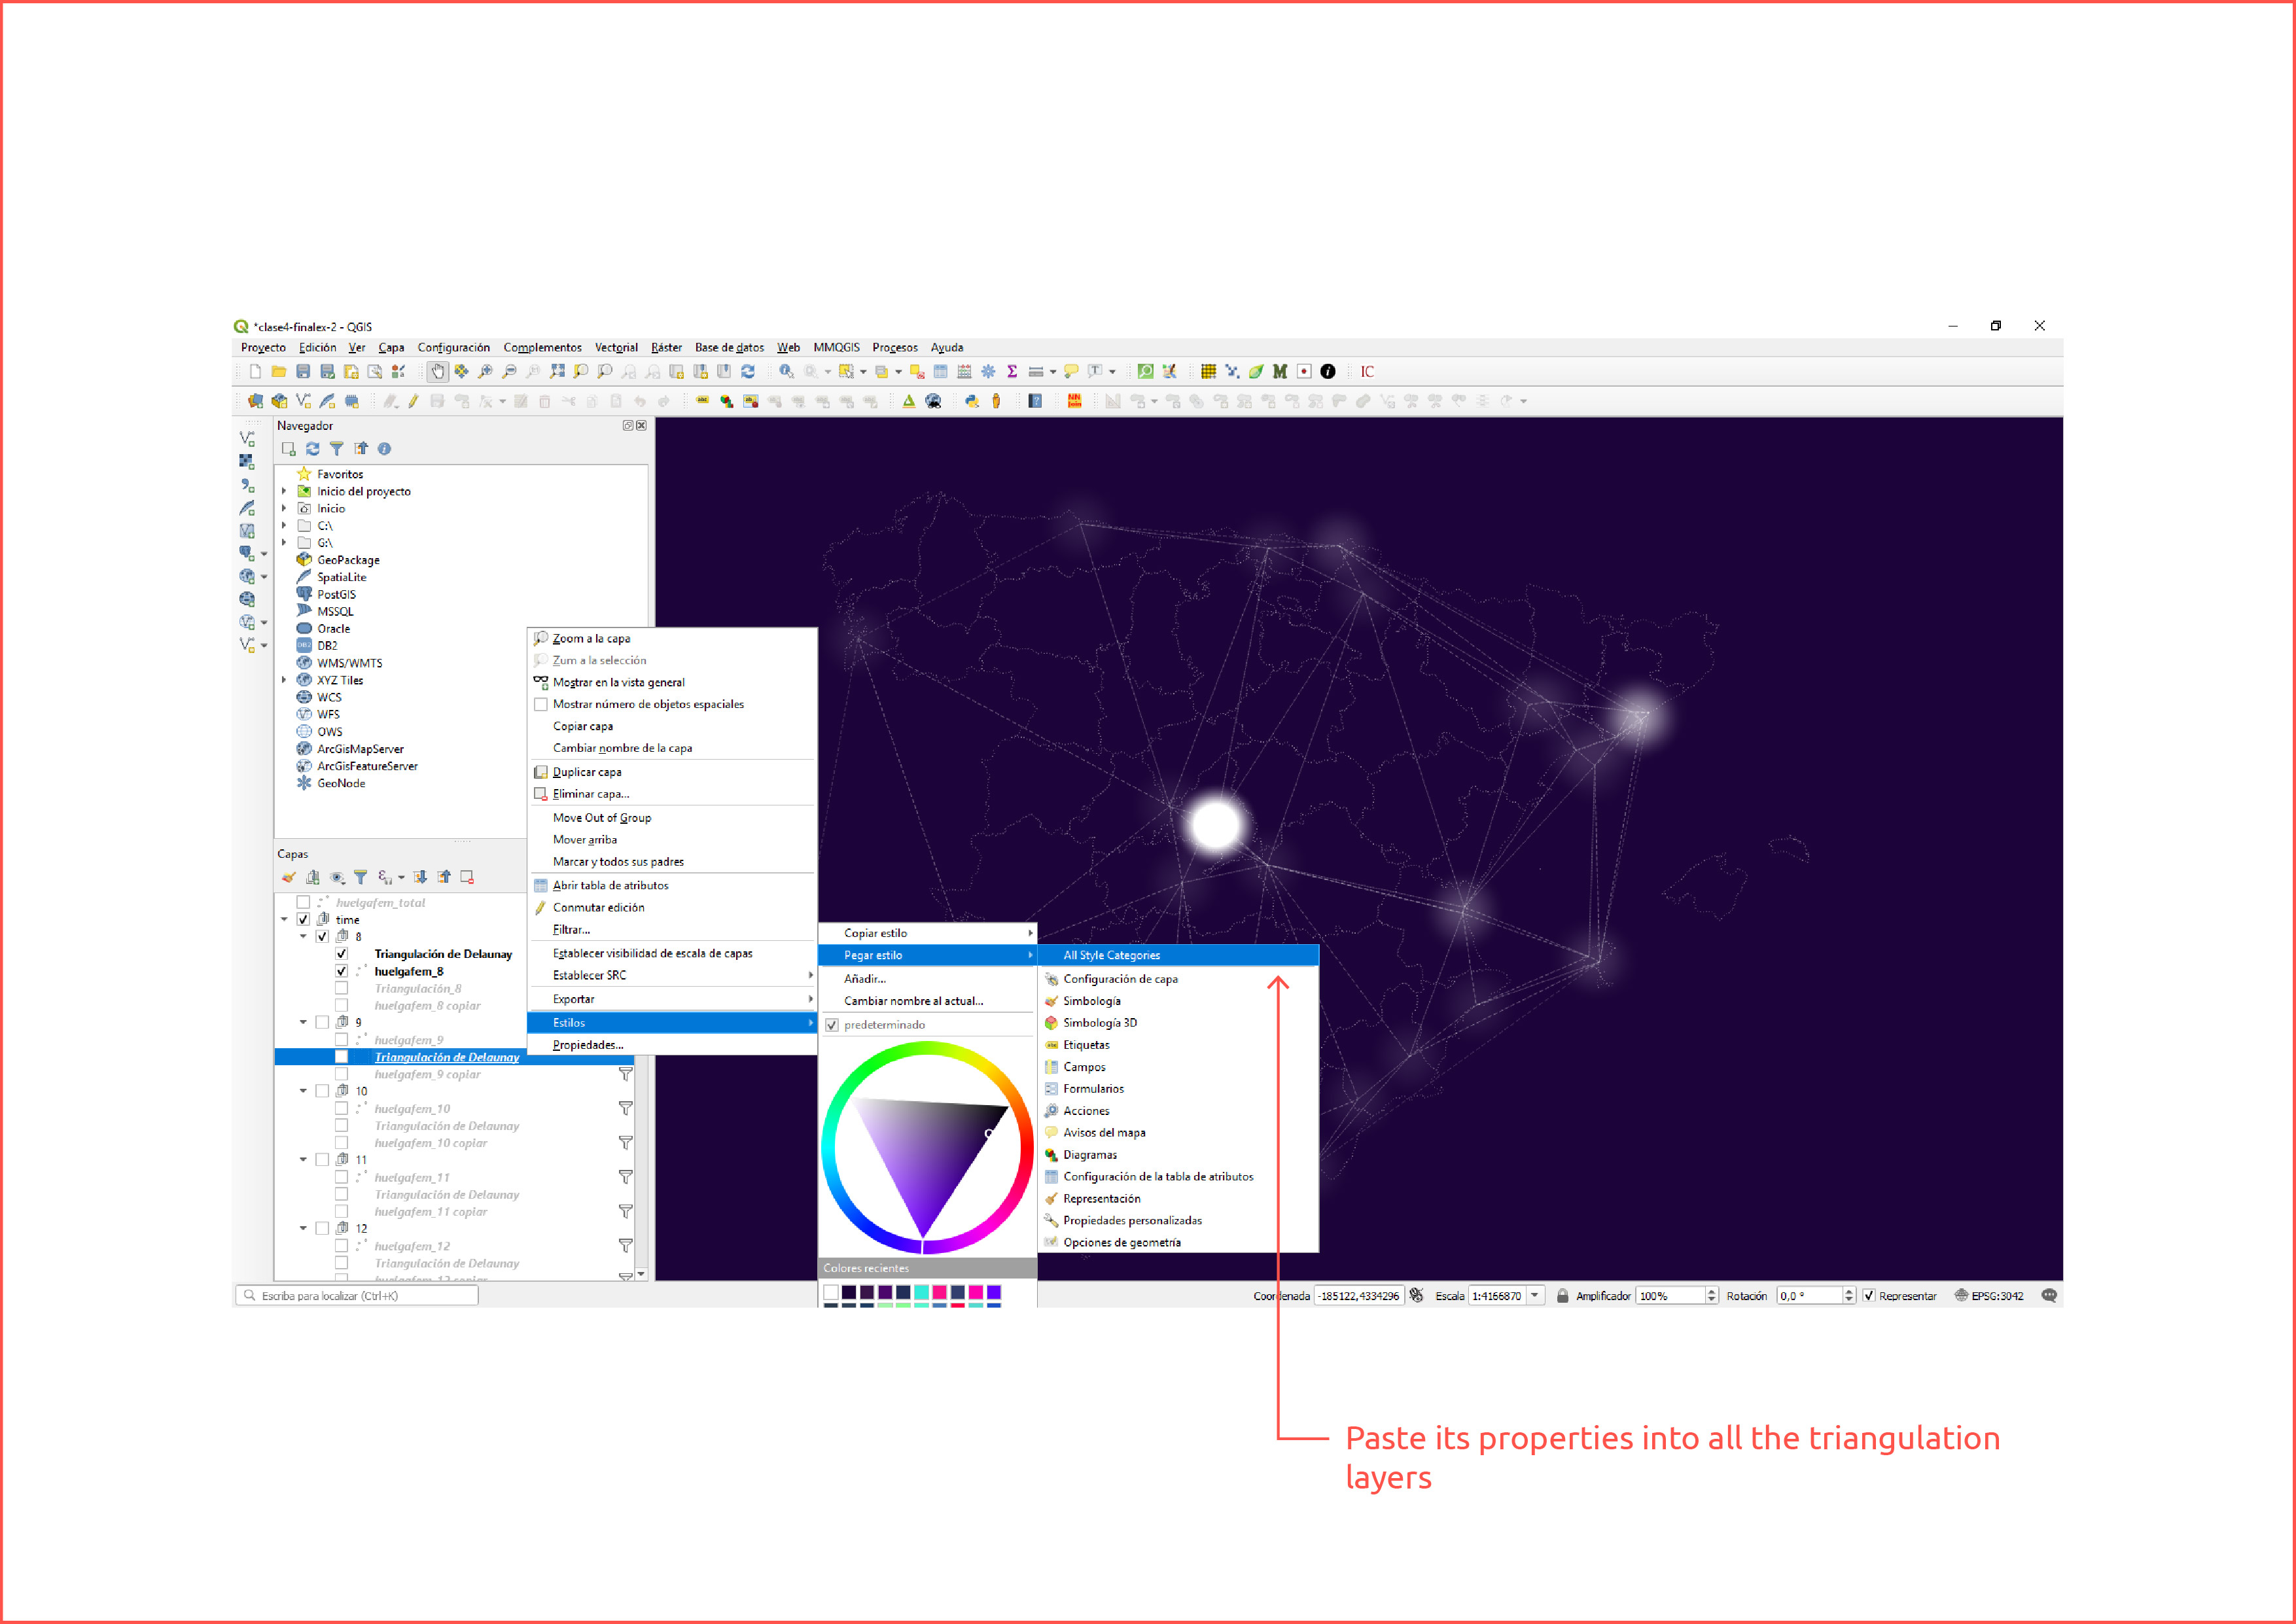 *clase4-finalex-2 - QGIS
Proyecto Edición Ver Capa Configuración Complementos Vectorial Ráster Base de datos Web MMQGIS Procesos Ayuda
IC
Navegador
Favoritos
Inicio del proyecto
Inicio
C:\
G:\
GeoPackage
SpatiaLite
PostGIS
MSSQL
Oracle
DB2
WMS/WMTS
XYZ Tiles
WCS
WFS
OWS
ArcGisMapServer
ArcGisFeatureServer
GeoNode
Capas
huelgafem_total
time
8
Triangulación de Delaunay
huelgafem_8
Triangulación_8
huelgafem_8 copiar
9
huelgafem_9
Triangulación de Delaunay
huelgafem_9 copiar
10
huelgafem_10
Triangulación de Delaunay
huelgafem_10 copiar
11
huelgafem_11
Triangulación de Delaunay
huelgafem_11 copiar
12
huelgafem_12
Triangulación de Delaunay
huelgafem_12 copiar
Zoom a la capa
Zum a la selección
Mostrar en la vista general
Mostrar número de objetos espaciales
Copiar capa
Cambiar nombre de la capa
Duplicar capa
Eliminar capa...
Move Out of Group
Mover arriba
Marcar y todos sus padres
Abrir tabla de atributos
Conmutar edición
Filtrar...
Establecer visibilidad de escala de capas
Establecer SRC
Exportar
Estilos
Propiedades...
Copiar estilo
Pegar estilo
Añadir...
Cambiar nombre al actual...
predeterminado
Colores recientes
All Style Categories
Configuración de capa
Simbología
Simbología 3D
Etiquetas
Campos
Formularios
Acciones
Avisos del mapa
Diagramas
Configuración de la tabla de atributos
Representación
Propiedades personalizadas
Opciones de geometría
Escriba para localizar (Ctrl+K)
Coordenada -185122,4334296 Escala 1:4166870 Amplificador 100% Rotación 0,0 ° Representar EPSG:3042
Paste its properties into all the triangulation
layers